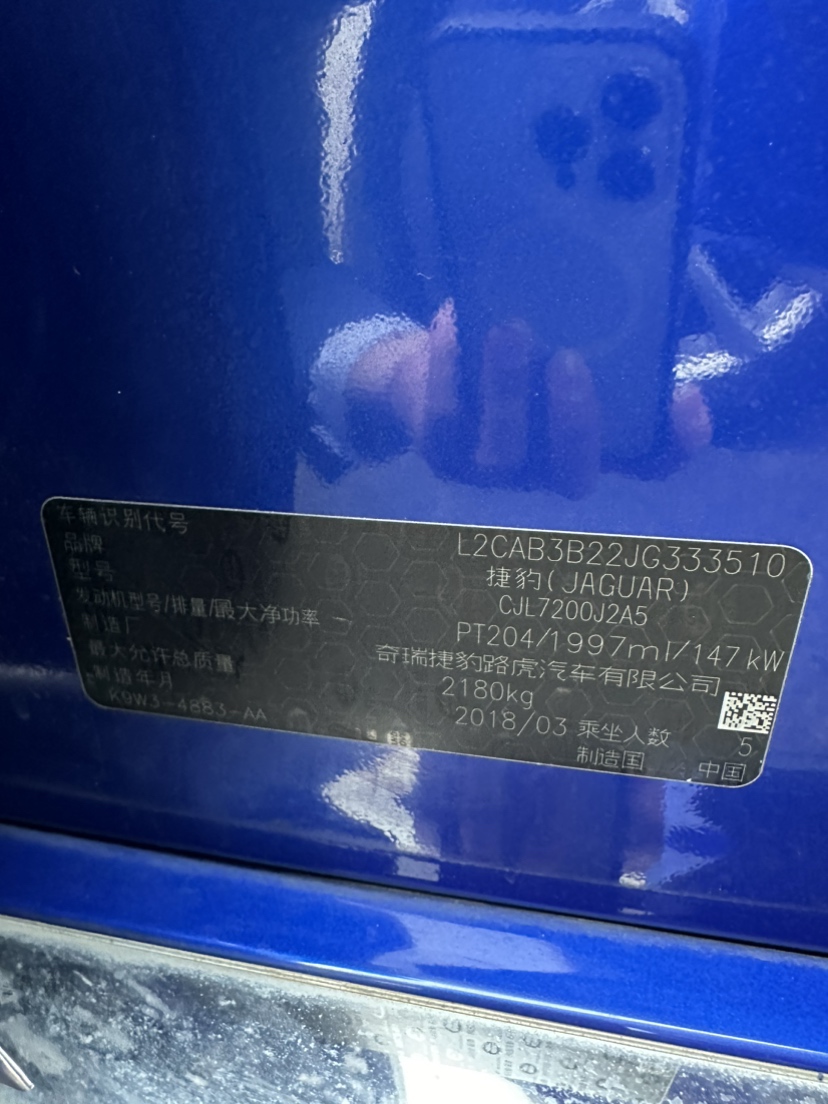 车辆识别代号 L2CAB3B22JG333510
品牌 捷豹(JAGUAR)
型号 CJL7200J2A5
发动机型号/排量/最大净功率 PT204/1997ml/147kW
制造厂 奇瑞捷豹路虎汽车有限公司
最大允许总质量 2180kg
制造年月 2018/03 乘坐人数 5
K9W3-4883-AA 制造国 中国